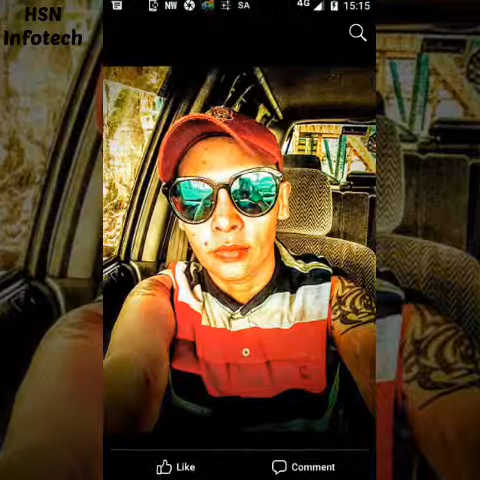 HSN
Infotech
NW
SA
4G
15:15
Like
Comment